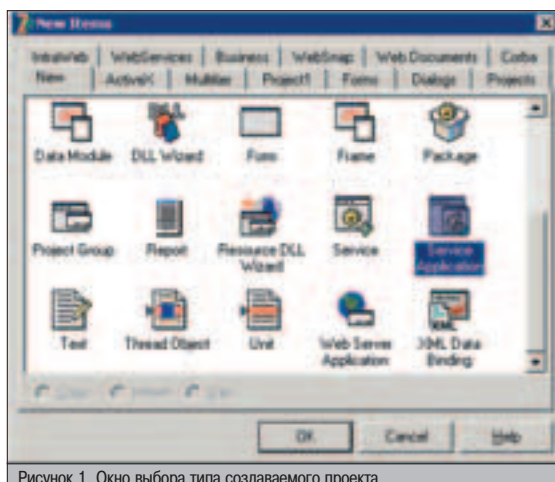 New Items
IntraWeb WebServices Business WebSnap Web Documents Corba
New ActiveX Multitier Project1 Forms Dialogs Projects
Data Module DLL Wizard Form Frame Package
Project Group Report Resource DLL Wizard Service Service Application
Text Thread Object Unit Web Server Application XML Data Binding
OK Cancel Help
Рисунок 1. Окно выбора типа создаваемого проекта